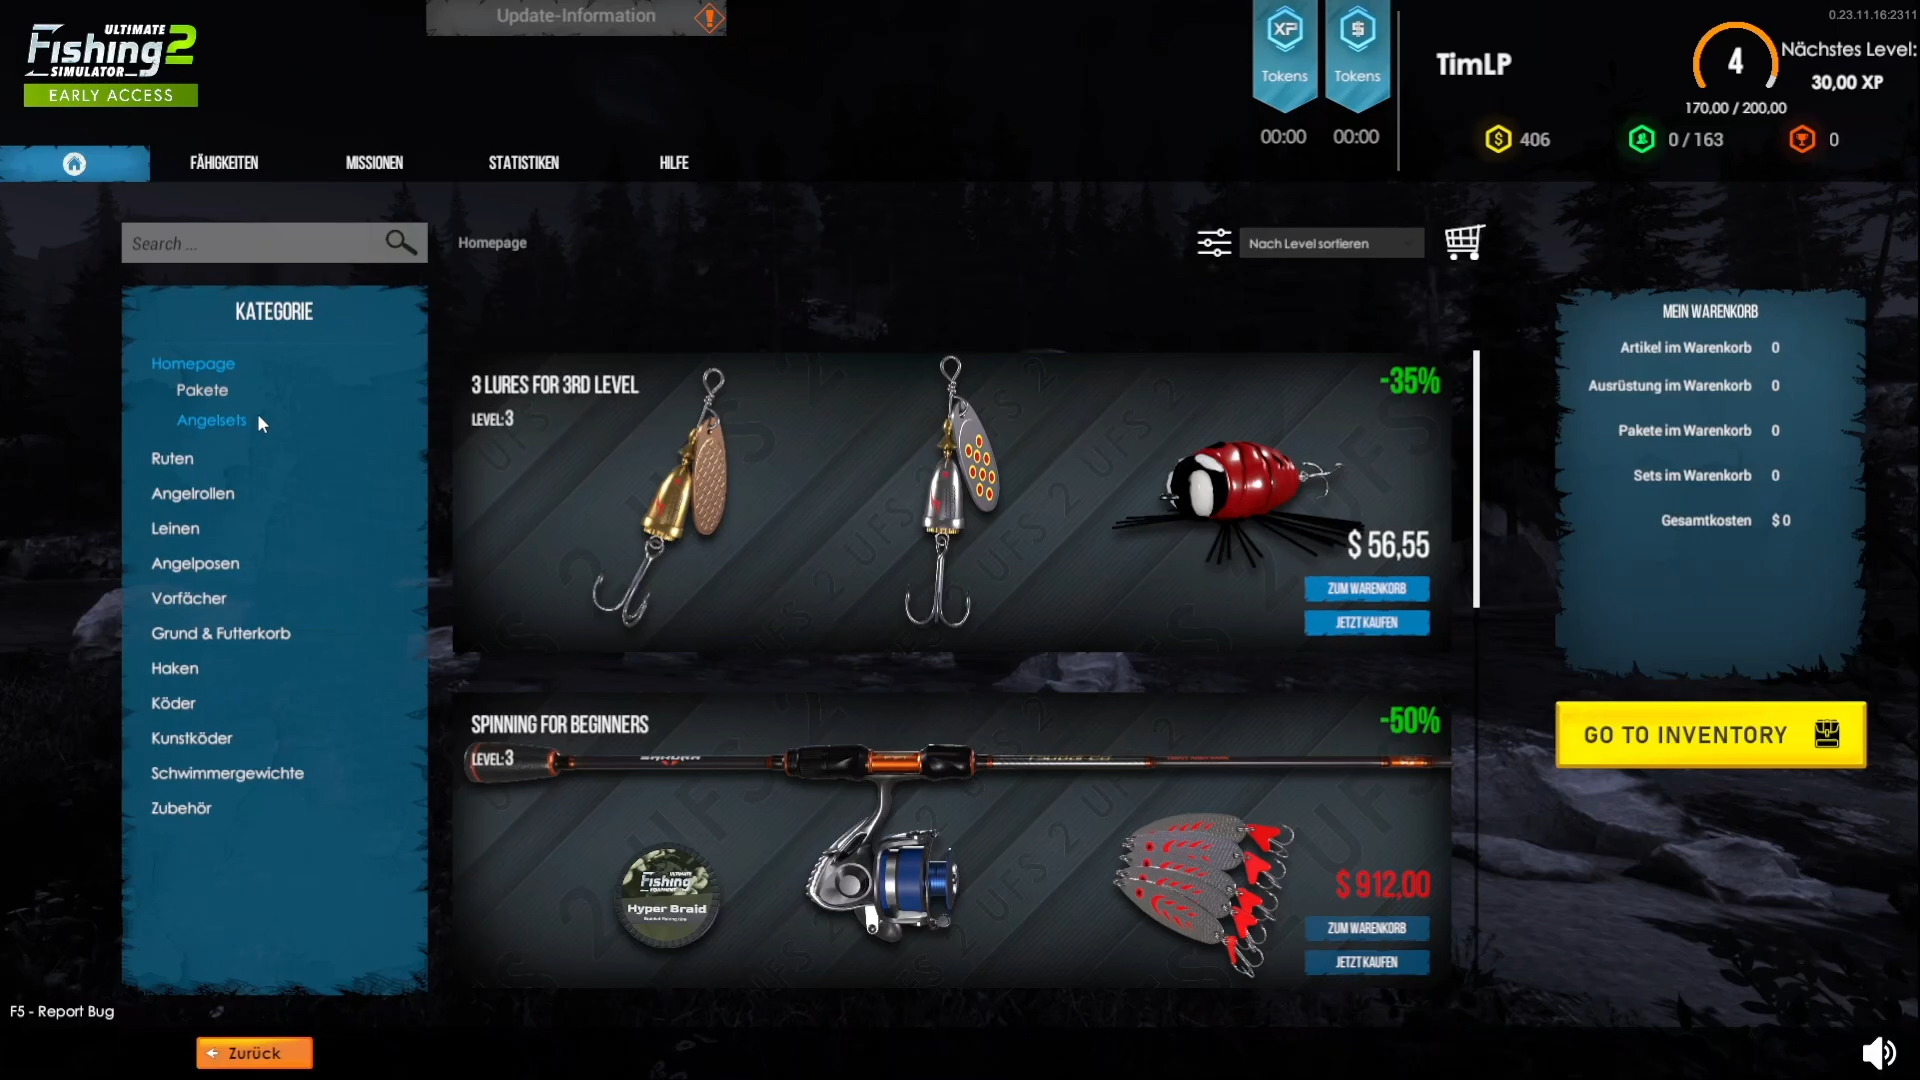 ULTIMATE
Fishing 2
SIMULATOR
EARLY ACCESS
Update-Information
XP
Tokens
00:00
$
Tokens
00:00
TimLP
0.23.11.16:2311
4
Nächstes Level:
30,00 XP
170,00 / 200,00
406
0 / 163
0
FÄHIGKEITEN
MISSIONEN
STATISTIKEN
HILFE
Search ...
Homepage
Nach Level sortieren
KATEGORIE
Homepage
Pakete
Angelsets
Ruten
Angelrollen
Leinen
Angelposen
Vorfächer
Grund & Futterkorb
Haken
Köder
Kunstköder
Schwimmergewichte
Zubehör
3 LURES FOR 3RD LEVEL
LEVEL: 3
-35%
$ 56,55
ZUM WARENKORB
JETZT KAUFEN
SPINNING FOR BEGINNERS
LEVEL: 3
-50%
SAKURA
ULTIMATE
Fishing
EQUIPMENT
Hyper Braid
$ 912,00
ZUM WARENKORB
JETZT KAUFEN
MEIN WARENKORB
Artikel im Warenkorb 0
Ausrüstung im Warenkorb 0
Pakete im Warenkorb 0
Sets im Warenkorb 0
Gesamtkosten $ 0
GO TO INVENTORY
F5 - Report Bug
Zurück